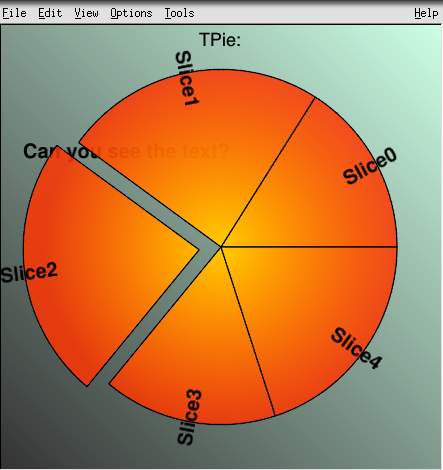 File Edit View Options Tools Help
TPie:
Slice1
Can you see the text?
Slice0
Slice2
Slice4
Slice3